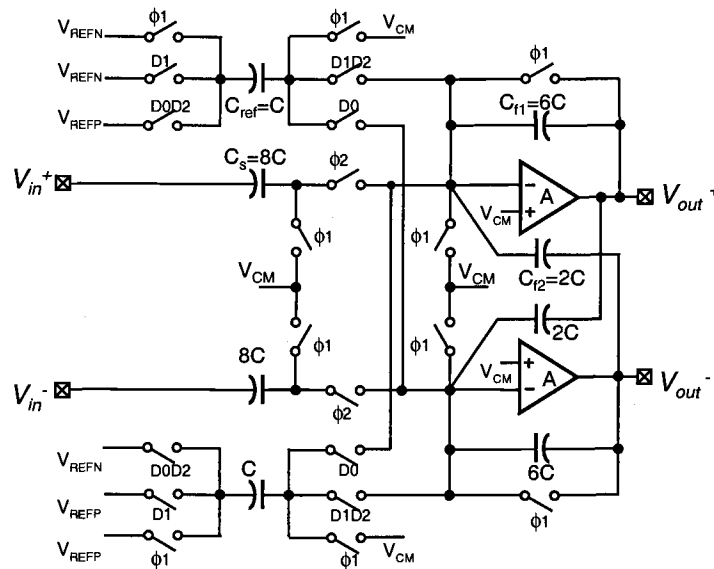 ϕ1 ϕ1
V_REFN V_CM
D1 D1D2 ϕ1
V_REFN
D0D2 C_ref=C D0 C_f1=6C
V_REFP
C_s=8C ϕ2
V_in^+ − A V_out^+
V_CM +
ϕ1 ϕ1
V_CM V_CM C_f2=2C
2C
ϕ1 ϕ1
8C + A
V_CM −
V_in^- ϕ2 V_out^-
V_REFN D0D2 C D0 6C
V_REFP D1 D1D2 ϕ1
V_REFP ϕ1 ϕ1 V_CM